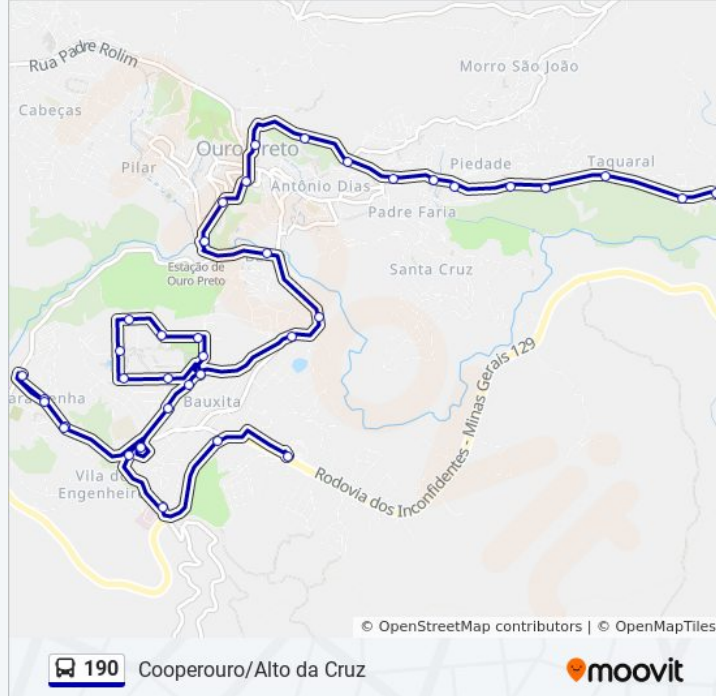 Rua Padre Rolim
Morro São João
Cabeças
Ouro Preto
Pilar
Piedade
Taquaral
Antônio Dias
Padre Faria
Santa Cruz
Estação de
Ouro Preto
Bauxita
Vila do
Engenheir
Rodovia dos Inconfidentes - Minas Gerais 129
© OpenStreetMap contributors | © OpenMapTiles
190 Cooperouro/Alto da Cruz
moovit